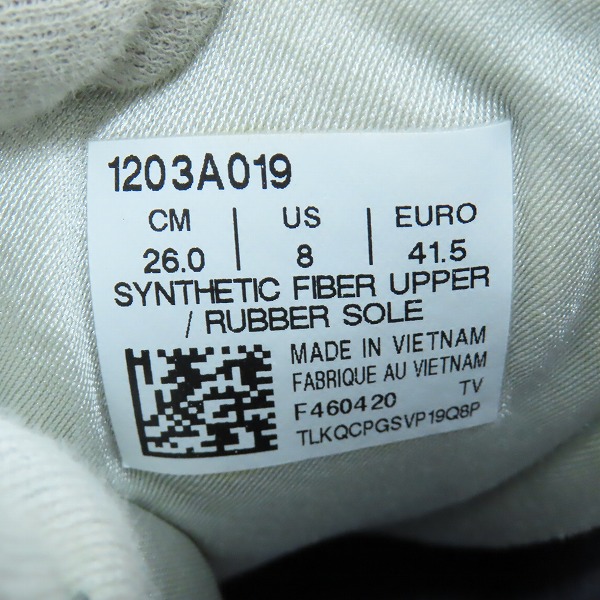 1203A019
CM | US | EURO
26.0 | 8 | 41.5
SYNTHETIC FIBER UPPER
/ RUBBER SOLE
MADE IN VIETNAM
FABRIQUE AU VIETNAM
F460420 TV
TLKQCPGSVP19Q8P